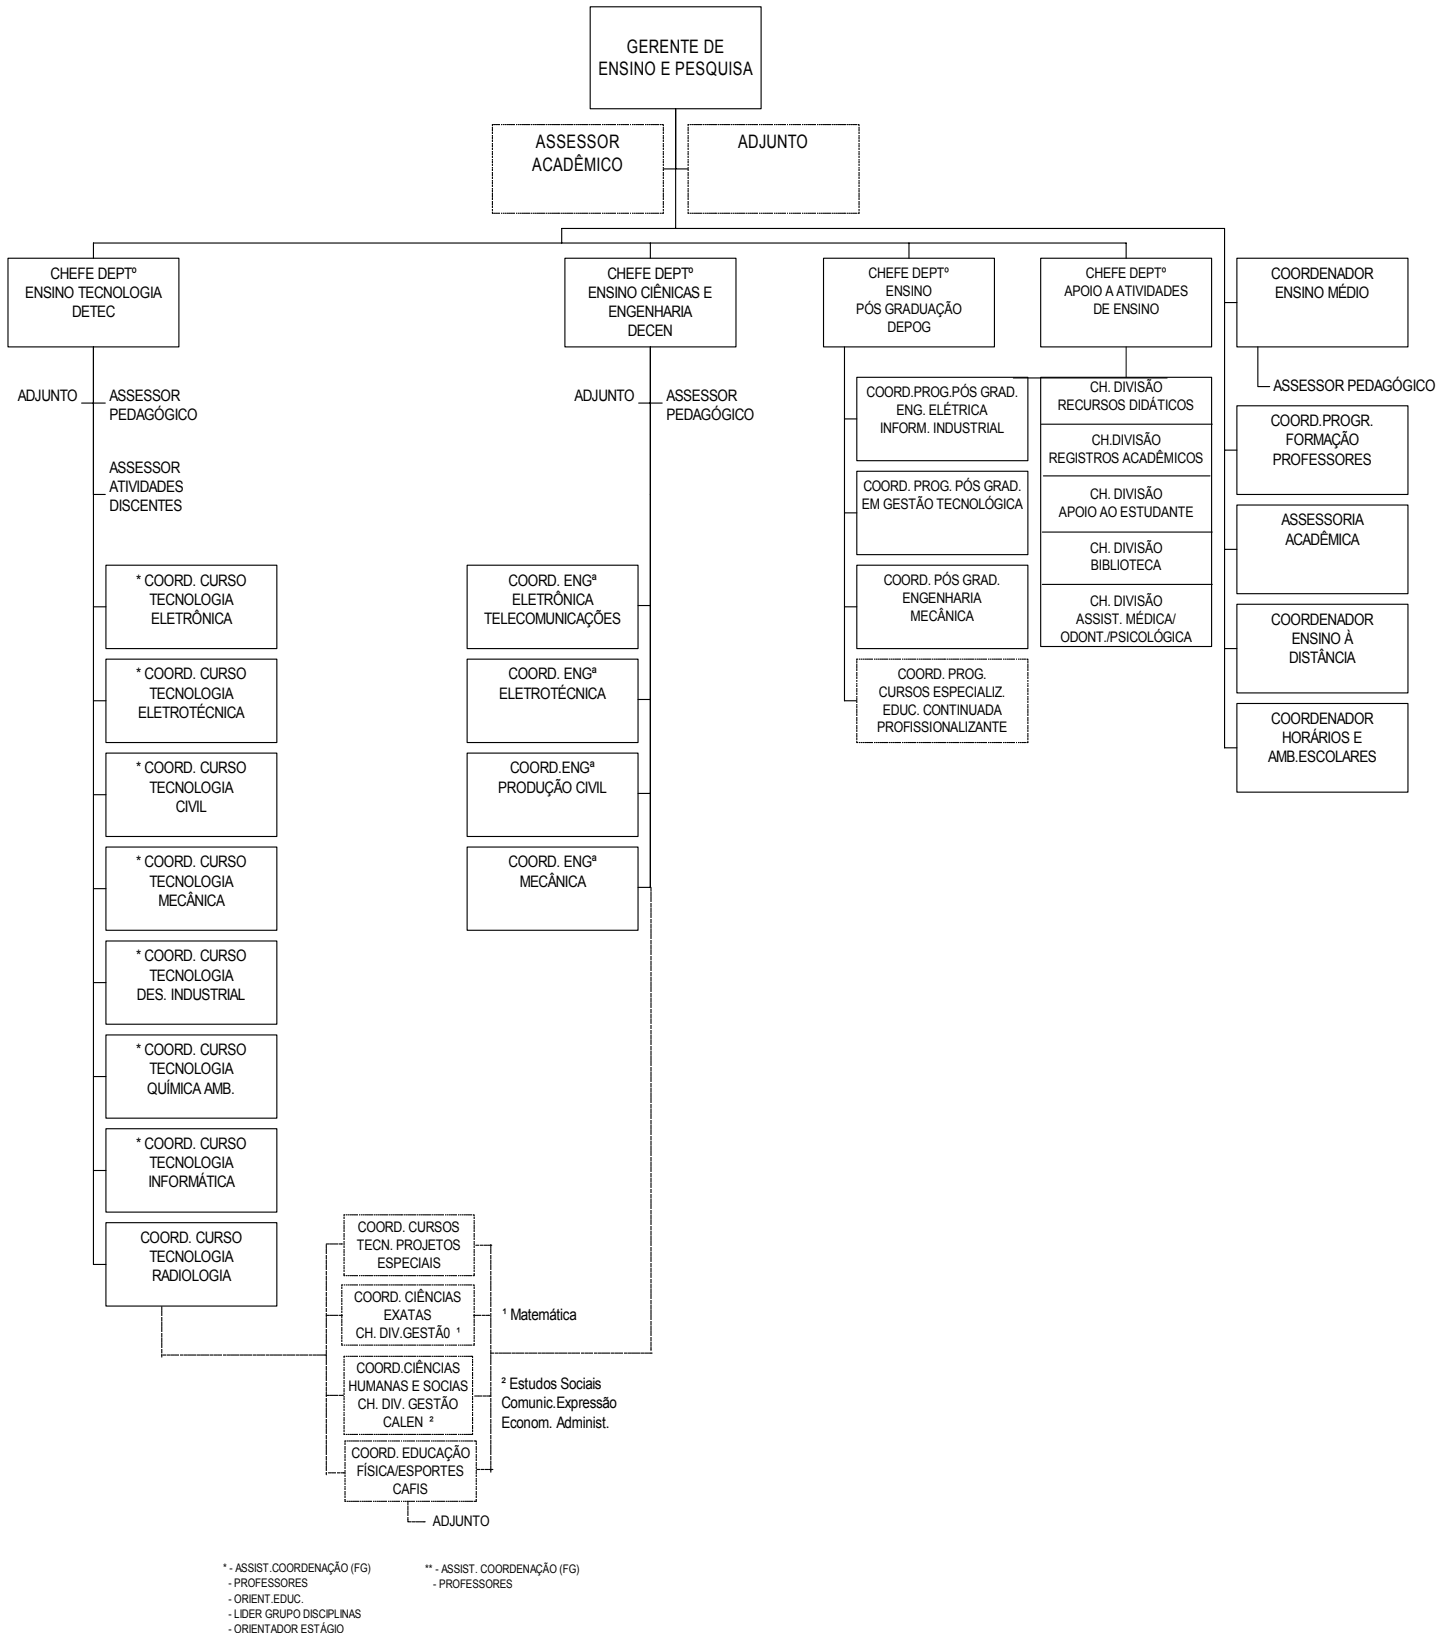 GERENTE DE
ENSINO E PESQUISA
ASSESSOR
ACADÊMICO
ADJUNTO
CHEFE DEPTº
ENSINO TECNOLOGIA
DETEC
ADJUNTO
ASSESSOR
PEDAGÓGICO
ASSESSOR
ATIVIDADES
DISCENTES
* COORD. CURSO
TECNOLOGIA
ELETRÔNICA
* COORD. CURSO
TECNOLOGIA
ELETROTÉCNICA
* COORD. CURSO
TECNOLOGIA
CIVIL
* COORD. CURSO
TECNOLOGIA
MECÂNICA
* COORD. CURSO
TECNOLOGIA
DES. INDUSTRIAL
* COORD. CURSO
TECNOLOGIA
QUÍMICA AMB.
* COORD. CURSO
TECNOLOGIA
INFORMÁTICA
COORD. CURSO
TECNOLOGIA
RADIOLOGIA
CHEFE DEPTº
ENSINO CIÊNICAS E
ENGENHARIA
DECEN
ADJUNTO
ASSESSOR
PEDAGÓGICO
COORD. ENGª
ELETRÔNICA
TELECOMUNICAÇÕES
COORD. ENGª
ELETROTÉCNICA
COORD.ENGª
PRODUÇÃO CIVIL
COORD. ENGª
MECÂNICA
COORD. CURSOS
TECN. PROJETOS
ESPECIAIS
COORD. CIÊNCIAS
EXATAS
CH. DIV.GESTÃ0 ¹
¹ Matemática
COORD.CIÊNCIAS
HUMANAS E SOCIAS
CH. DIV. GESTÃO
CALEN ²
² Estudos Sociais
Comunic.Expressão
Econom. Administ.
COORD. EDUCAÇÃO
FÍSICA/ESPORTES
CAFIS
ADJUNTO
CHEFE DEPTº
ENSINO
PÓS GRADUAÇÃO
DEPOG
COORD.PROG.PÓS GRAD.
ENG. ELÉTRICA
INFORM. INDUSTRIAL
COORD. PROG. PÓS GRAD.
EM GESTÃO TECNOLÓGICA
COORD. PÓS GRAD.
ENGENHARIA
MECÂNICA
COORD. PROG.
CURSOS ESPECIALIZ.
EDUC. CONTINUADA
PROFISSIONALIZANTE
CHEFE DEPTº
APOIO A ATIVIDADES
DE ENSINO
CH. DIVISÃO
RECURSOS DIDÁTICOS
CH.DIVISÃO
REGISTROS ACADÊMICOS
CH. DIVISÃO
APOIO AO ESTUDANTE
CH. DIVISÃO
BIBLIOTECA
CH. DIVISÃO
ASSIST. MÉDICA/
ODONT./PSICOLÓGICA
COORDENADOR
ENSINO MÉDIO
ASSESSOR PEDAGÓGICO
COORD.PROGR.
FORMAÇÃO
PROFESSORES
ASSESSORIA
ACADÊMICA
COORDENADOR
ENSINO À
DISTÂNCIA
COORDENADOR
HORÁRIOS E
AMB.ESCOLARES
* - ASSIST.COORDENAÇÃO (FG)
- PROFESSORES
- ORIENT.EDUC.
- LIDER GRUPO DISCIPLINAS
- ORIENTADOR ESTÁGIO
** - ASSIST. COORDENAÇÃO (FG)
- PROFESSORES